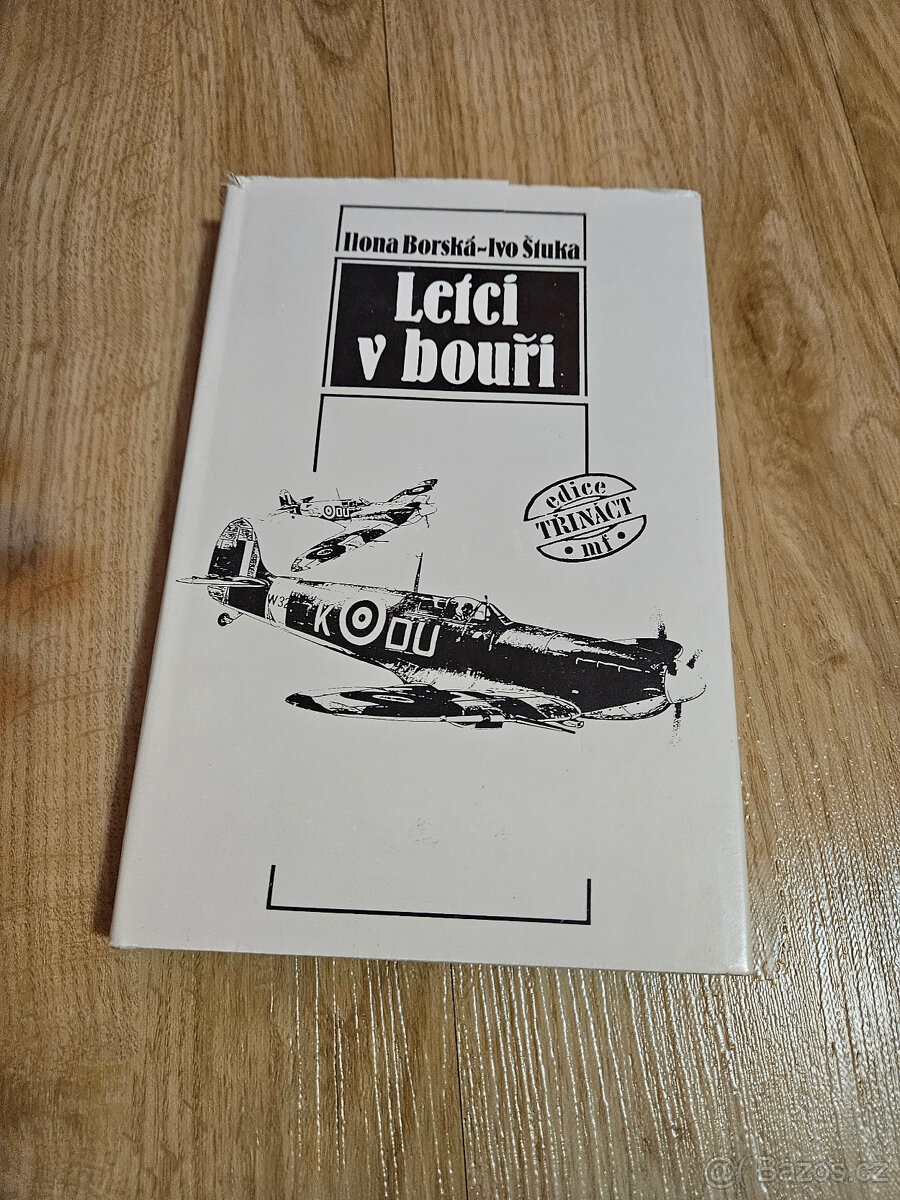 Ilona Borská-Ivo Štuka
Letci
v bouři
edice
TŘINÁCT
• mf •
DU
K DU
Bazos.cz